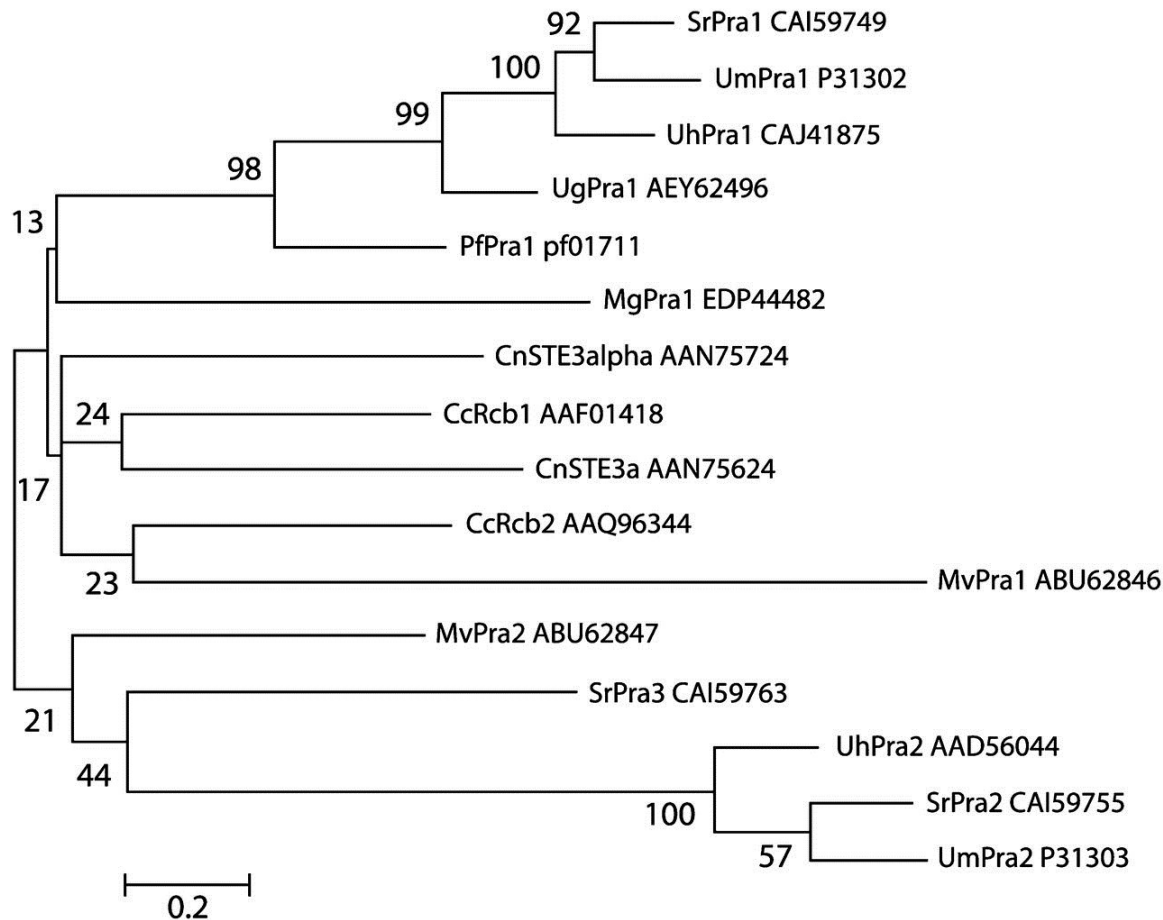 92
SrPra1 CAI59749
100
UmPra1 P31302
99
UhPra1 CAJ41875
98
UgPra1 AEY62496
13
PfPra1 pf01711
MgPra1 EDP44482
CnSTE3alpha AAN75724
24
CcRcb1 AAF01418
CnSTE3a AAN75624
17
CcRcb2 AAQ96344
23
MvPra1 ABU62846
MvPra2 ABU62847
21
SrPra3 CAI59763
44
UhPra2 AAD56044
100
SrPra2 CAI59755
57
UmPra2 P31303
0.2